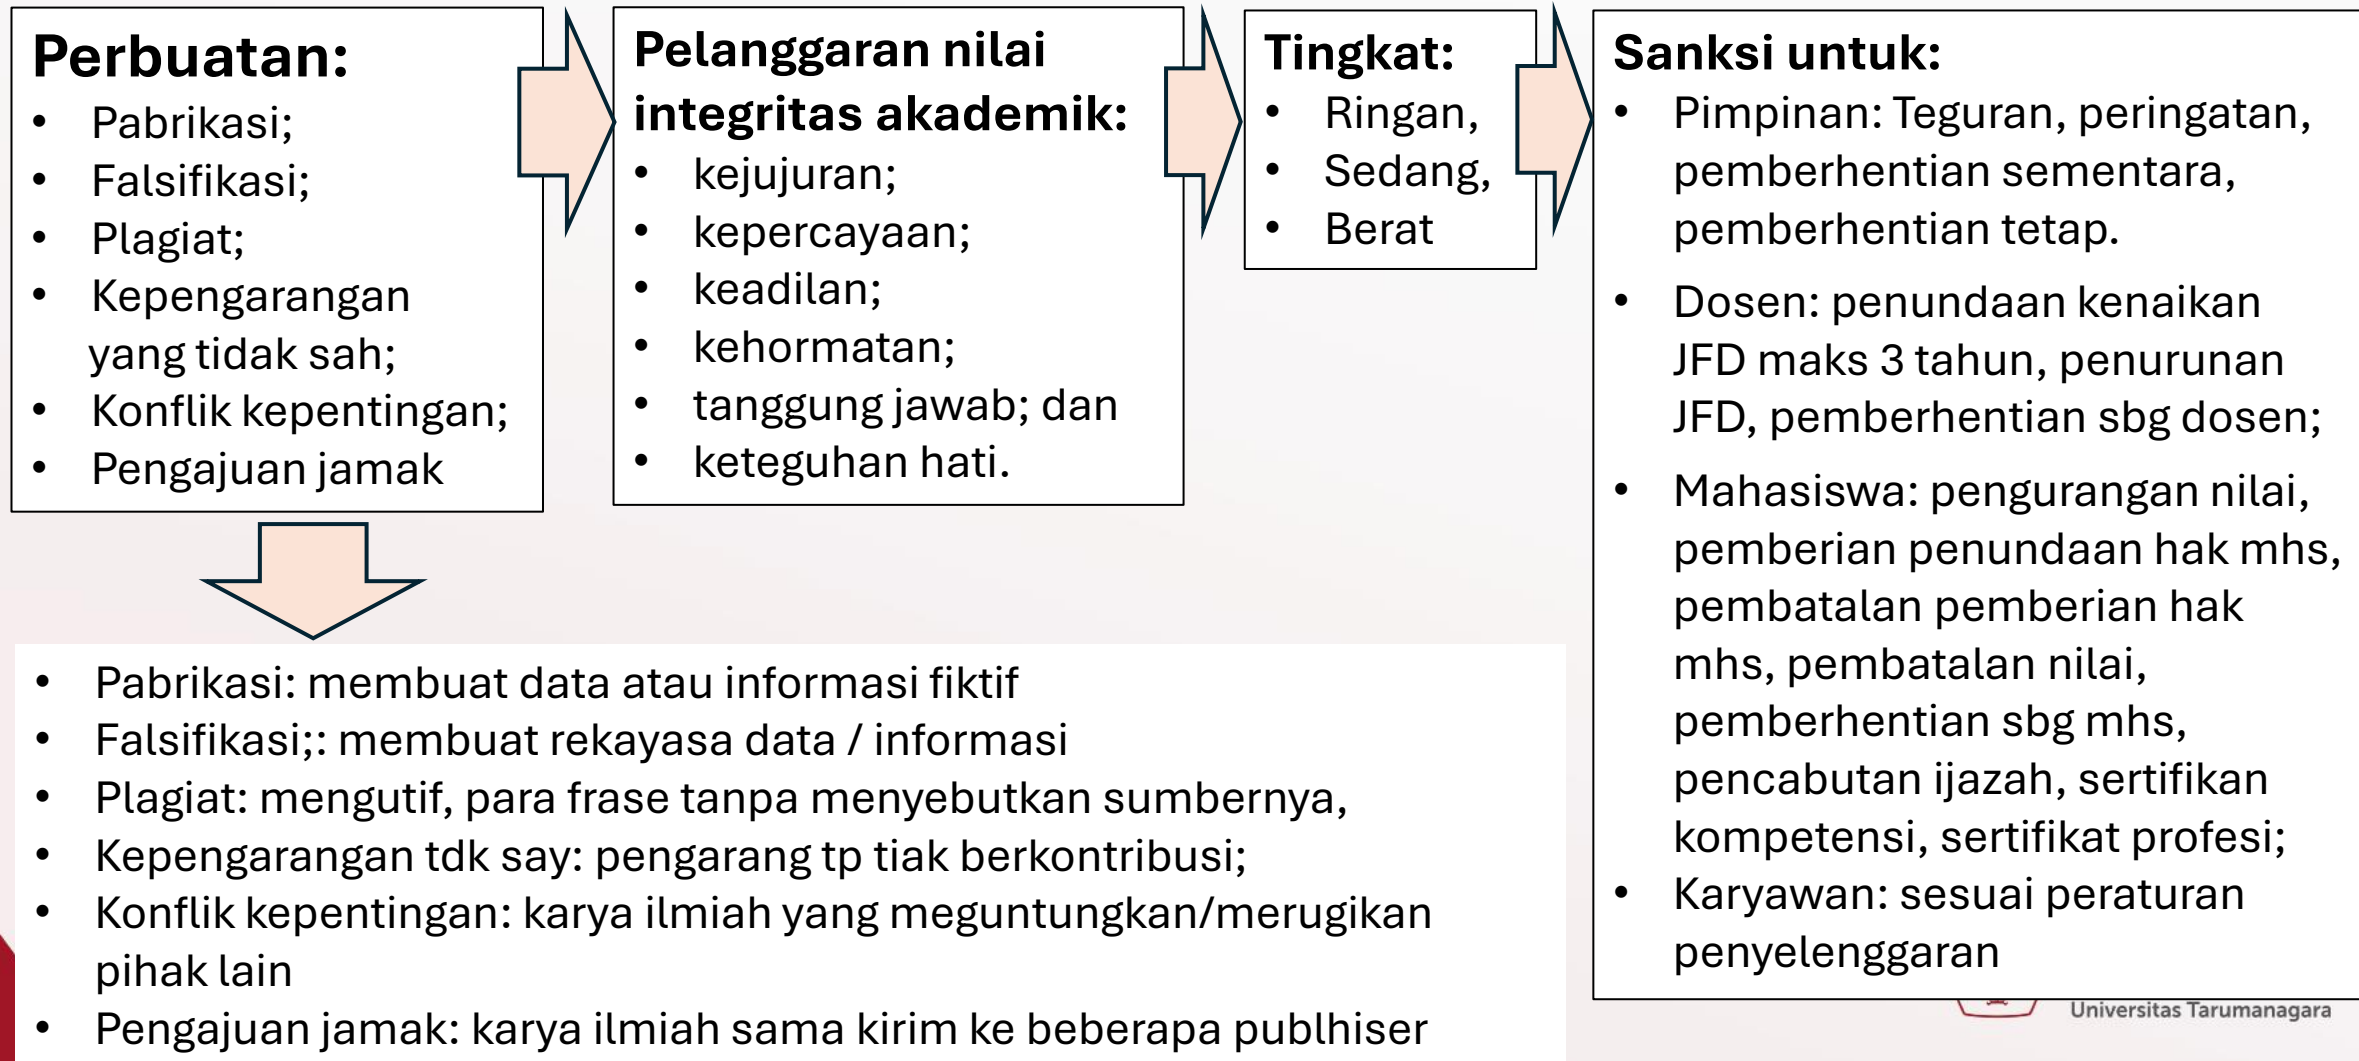 Perbuatan:
• Pabrikasi;
• Falsifikasi;
• Plagiat;
• Kepengarangan
yang tidak sah;
• Konflik kepentingan;
• Pengajuan jamak
Pelanggaran nilai
integritas akademik:
• kejujuran;
• kepercayaan;
• keadilan;
• kehormatan;
• tanggung jawab; dan
• keteguhan hati.
Tingkat:
• Ringan,
• Sedang,
• Berat
Sanksi untuk:
• Pimpinan: Teguran, peringatan,
pemberhentian sementara,
pemberhentian tetap.
• Dosen: penundaan kenaikan
JFD maks 3 tahun, penurunan
JFD, pemberhentian sbg dosen;
• Mahasiswa: pengurangan nilai,
pemberian penundaan hak mhs,
pembatalan pemberian hak
mhs, pembatalan nilai,
pemberhentian sbg mhs,
pencabutan ijazah, sertifikan
kompetensi, sertifikat profesi;
• Karyawan: sesuai peraturan
penyelenggaran
• Pabrikasi: membuat data atau informasi fiktif
• Falsifikasi;: membuat rekayasa data / informasi
• Plagiat: mengutif, para frase tanpa menyebutkan sumbernya,
• Kepengarangan tdk say: pengarang tp tiak berkontribusi;
• Konflik kepentingan: karya ilmiah yang meguntungkan/merugikan
pihak lain
• Pengajuan jamak: karya ilmiah sama kirim ke beberapa publhiser
Universitas Tarumanagara